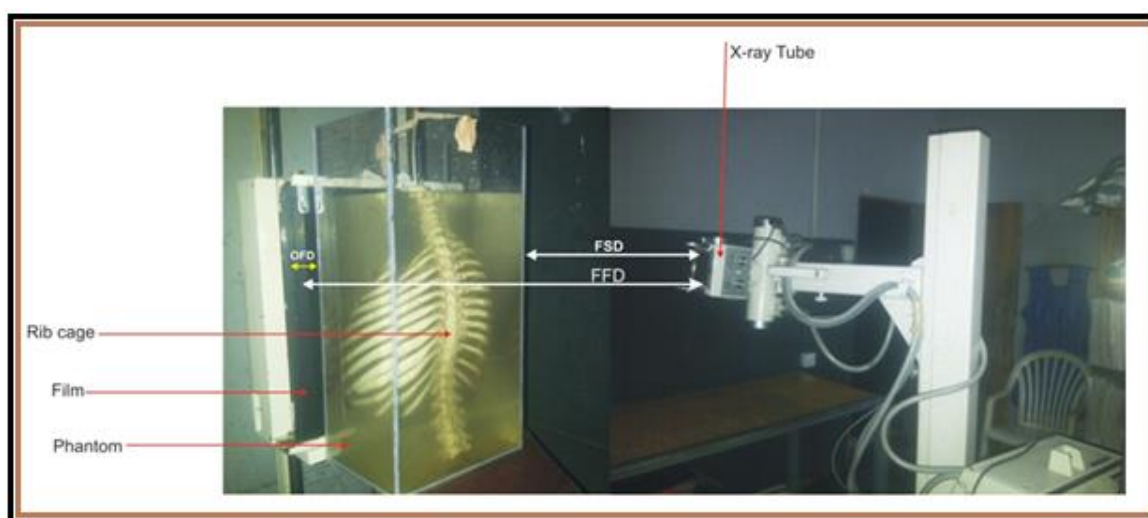 X-ray Tube
OFD
FSD
FFD
Rib cage
Film
Phantom